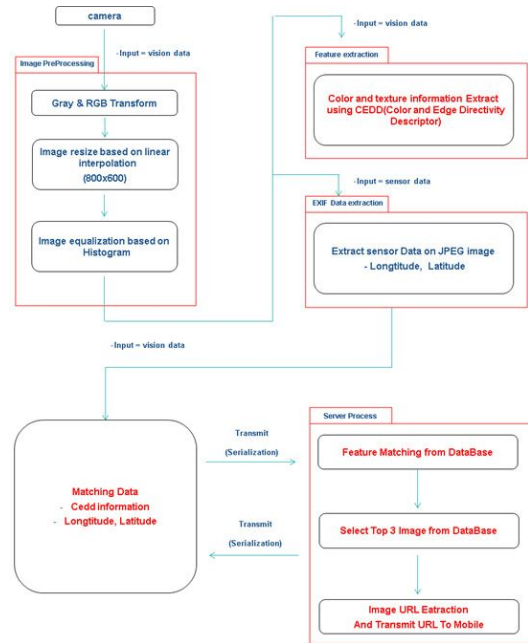 camera
-Input = vision data
-Input = vision data
Image PreProcessing
Gray & RGB Transform
Image resize based on linear
interpolation
(800x600)
Image equalization based on
Histogram
Feature extraction
Color and texture information Extract
using CEDD(Color and Edge Directivity
Descriptor)
-Input = sensor data
EXIF Data extraction
Extract sensor Data on JPEG image
- Longtitude, Latitude
-Input = vision data
Matching Data
- Cedd information
- Longtitude, Latitude
Transmit
(Serialization)
Transmit
(Serialization)
Server Process
Feature Matching from DataBase
Select Top 3 Image from DataBase
Image URL Eatraction
And Transmit URL To Mobile